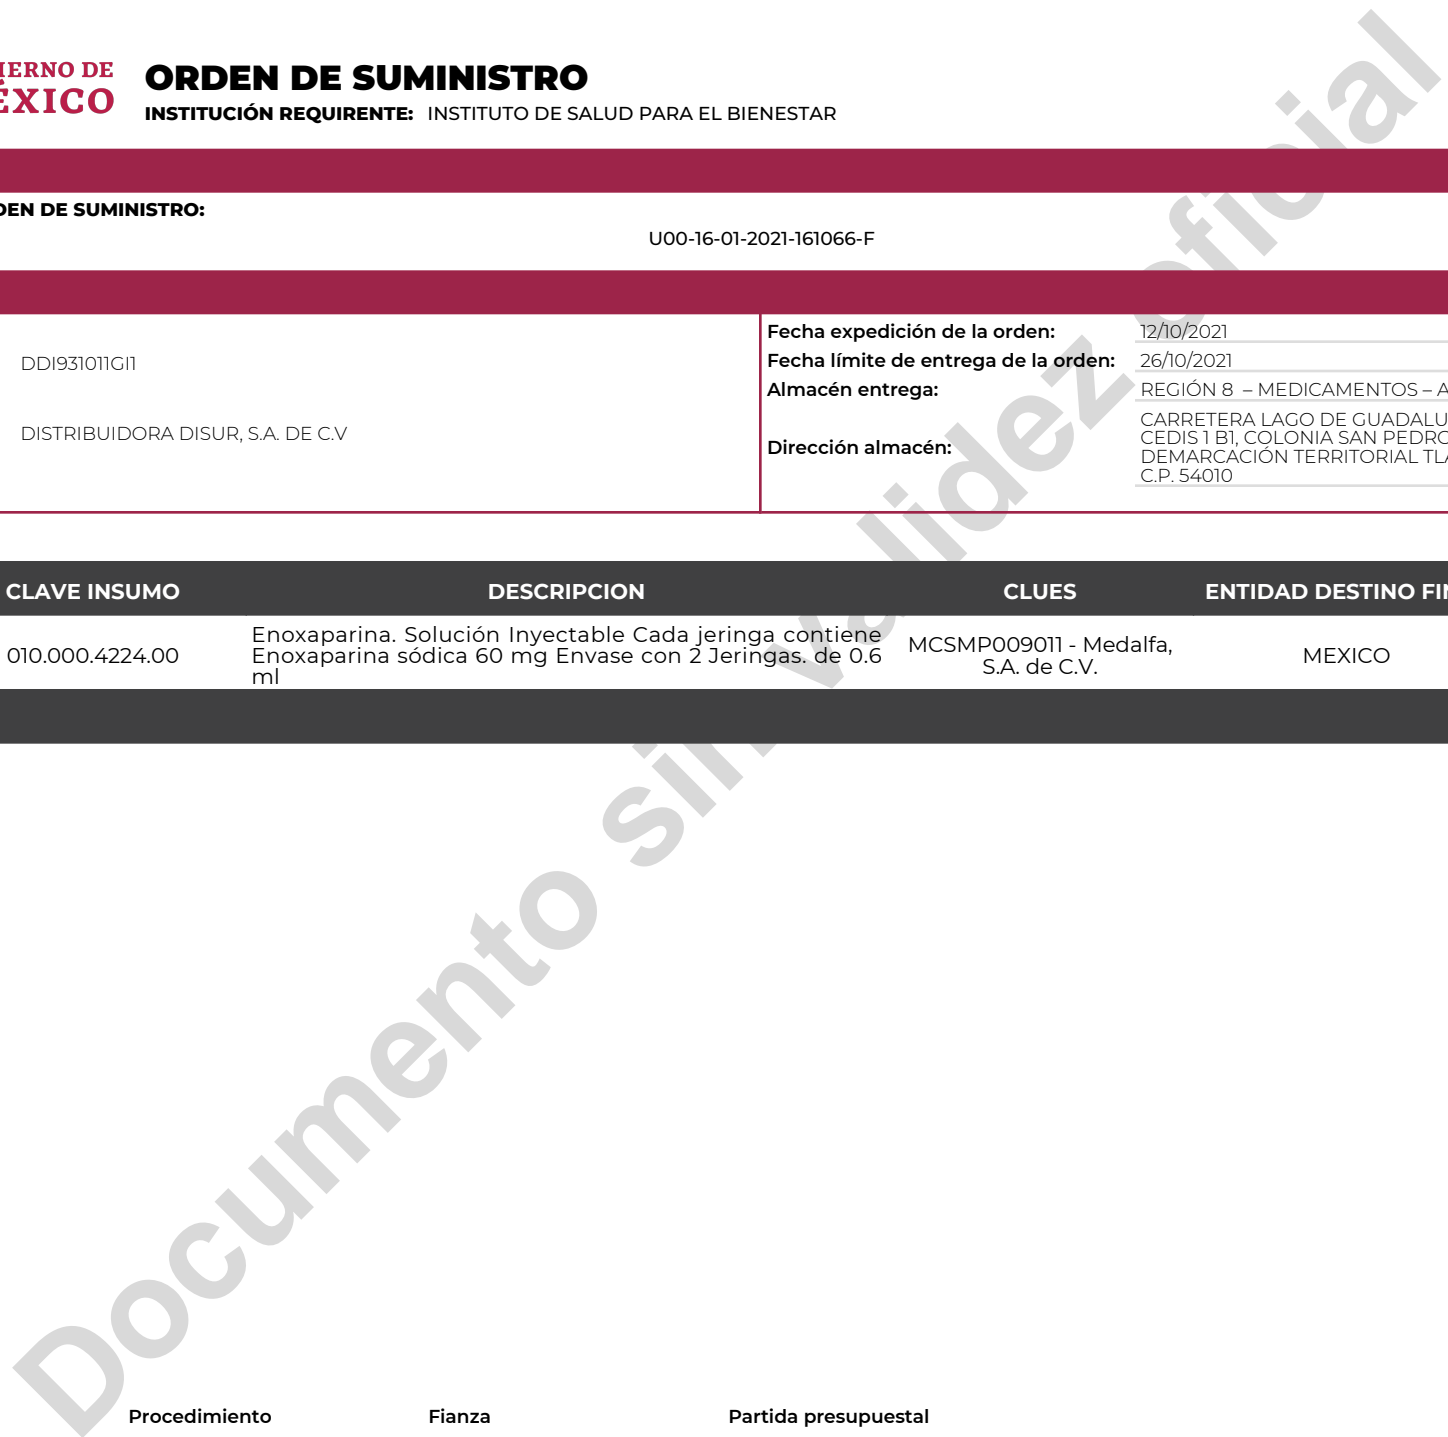 IERNO DE
ÉXICO
ORDEN DE SUMINISTRO
INSTITUCIÓN REQUIRENTE: INSTITUTO DE SALUD PARA EL BIENESTAR
DEN DE SUMINISTRO:
U00-16-01-2021-161066-F
DDI931011GI1
DISTRIBUIDORA DISUR, S.A. DE C.V
Fecha expedición de la orden: 12/10/2021
Fecha límite de entrega de la orden: 26/10/2021
Almacén entrega: REGIÓN 8 – MEDICAMENTOS – A
Dirección almacén:
CARRETERA LAGO DE GUADALU
CEDIS 1 B1, COLONIA SAN PEDRO
DEMARCACIÓN TERRITORIAL TLA
C.P. 54010
CLAVE INSUMO DESCRIPCION CLUES ENTIDAD DESTINO FIN
010.000.4224.00
Enoxaparina. Solución Inyectable Cada jeringa contiene
Enoxaparina sódica 60 mg Envase con 2 Jeringas. de 0.6
ml
MCSMP009011 - Medalfa,
S.A. de C.V.
MEXICO
Documento sin validez oficial
Procedimiento Fianza Partida presupuestal